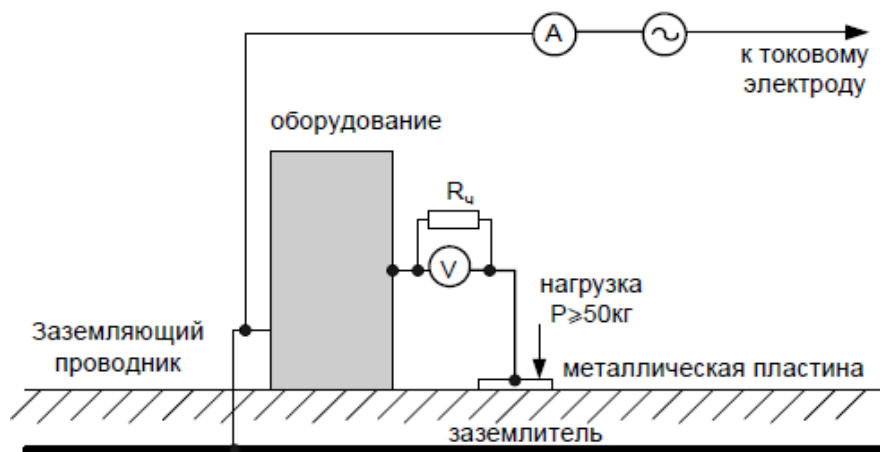 A
к токовому
электроду
оборудование
Rч
V
нагрузка
P⩾50кг
Заземляющий
проводник
металлическая пластина
заземлитель